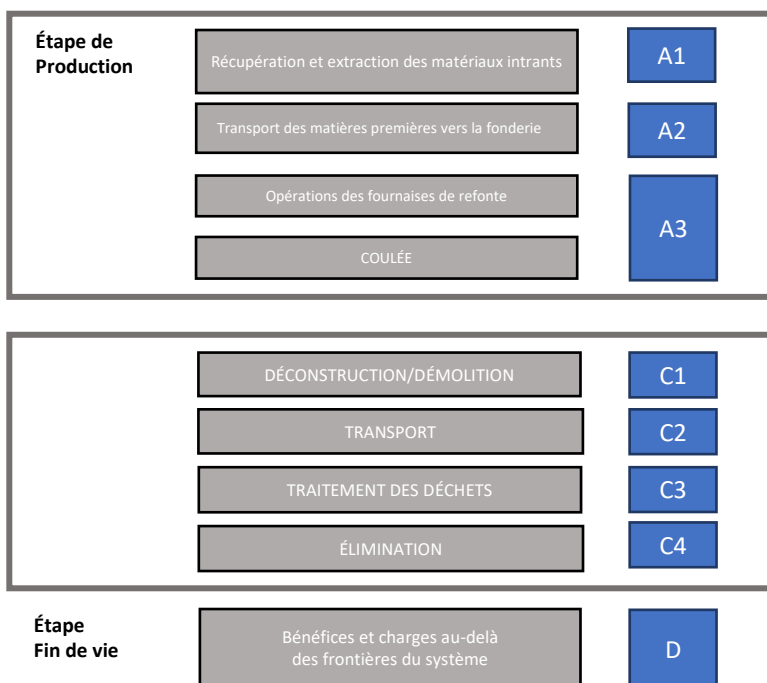 Étape de
Production
Récupération et extraction des matériaux intrants
A1
Transport des matières premières vers la fonderie
A2
Opérations des fournaises de refonte
A3
COULÉE
DÉCONSTRUCTION/DÉMOLITION
C1
TRANSPORT
C2
TRAITEMENT DES DÉCHETS
C3
ÉLIMINATION
C4
Étape
Fin de vie
Bénéfices et charges au-delà
des frontières du système
D